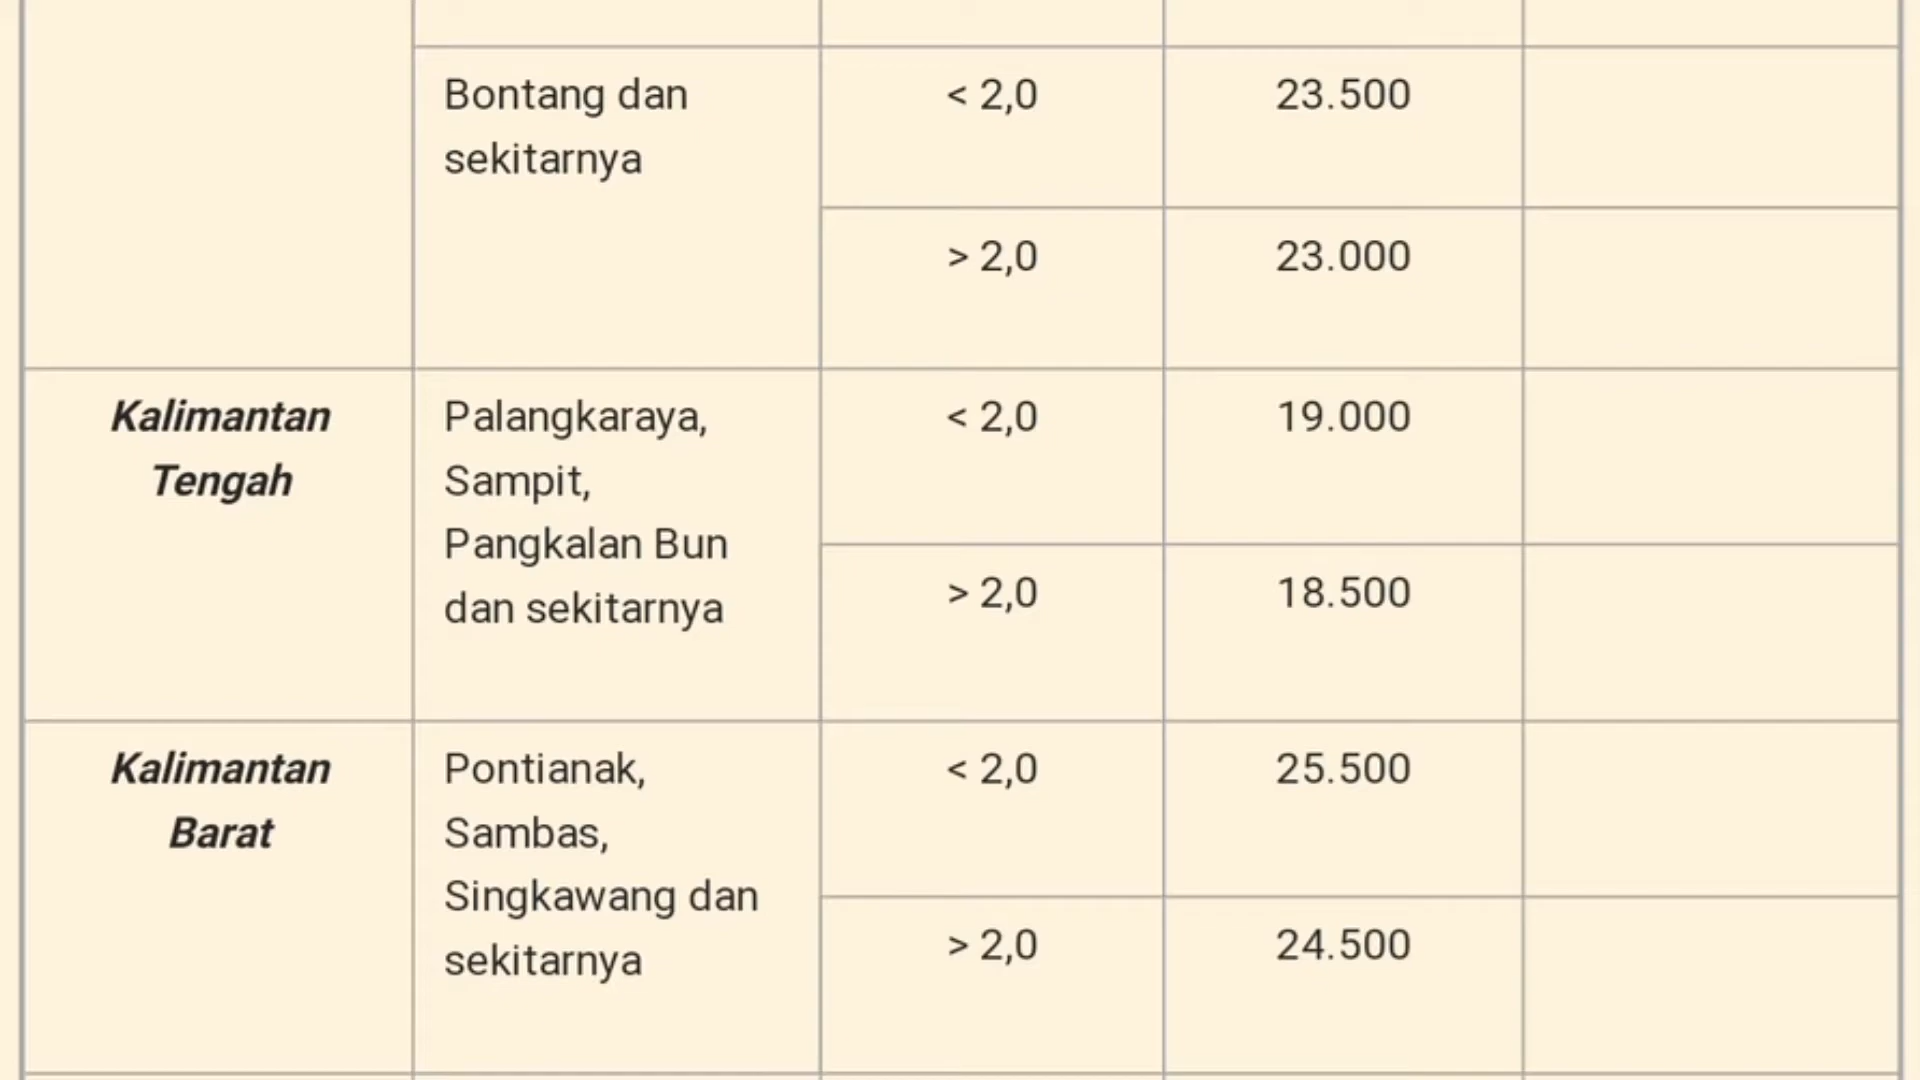 Bontang dan
sekitarnya
< 2,0
23.500
> 2,0
23.000
Kalimantan
Tengah
Palangkaraya,
Sampit,
Pangkalan Bun
dan sekitarnya
< 2,0
19.000
> 2,0
18.500
Kalimantan
Barat
Pontianak,
Sambas,
Singkawang dan
sekitarnya
< 2,0
25.500
> 2,0
24.500